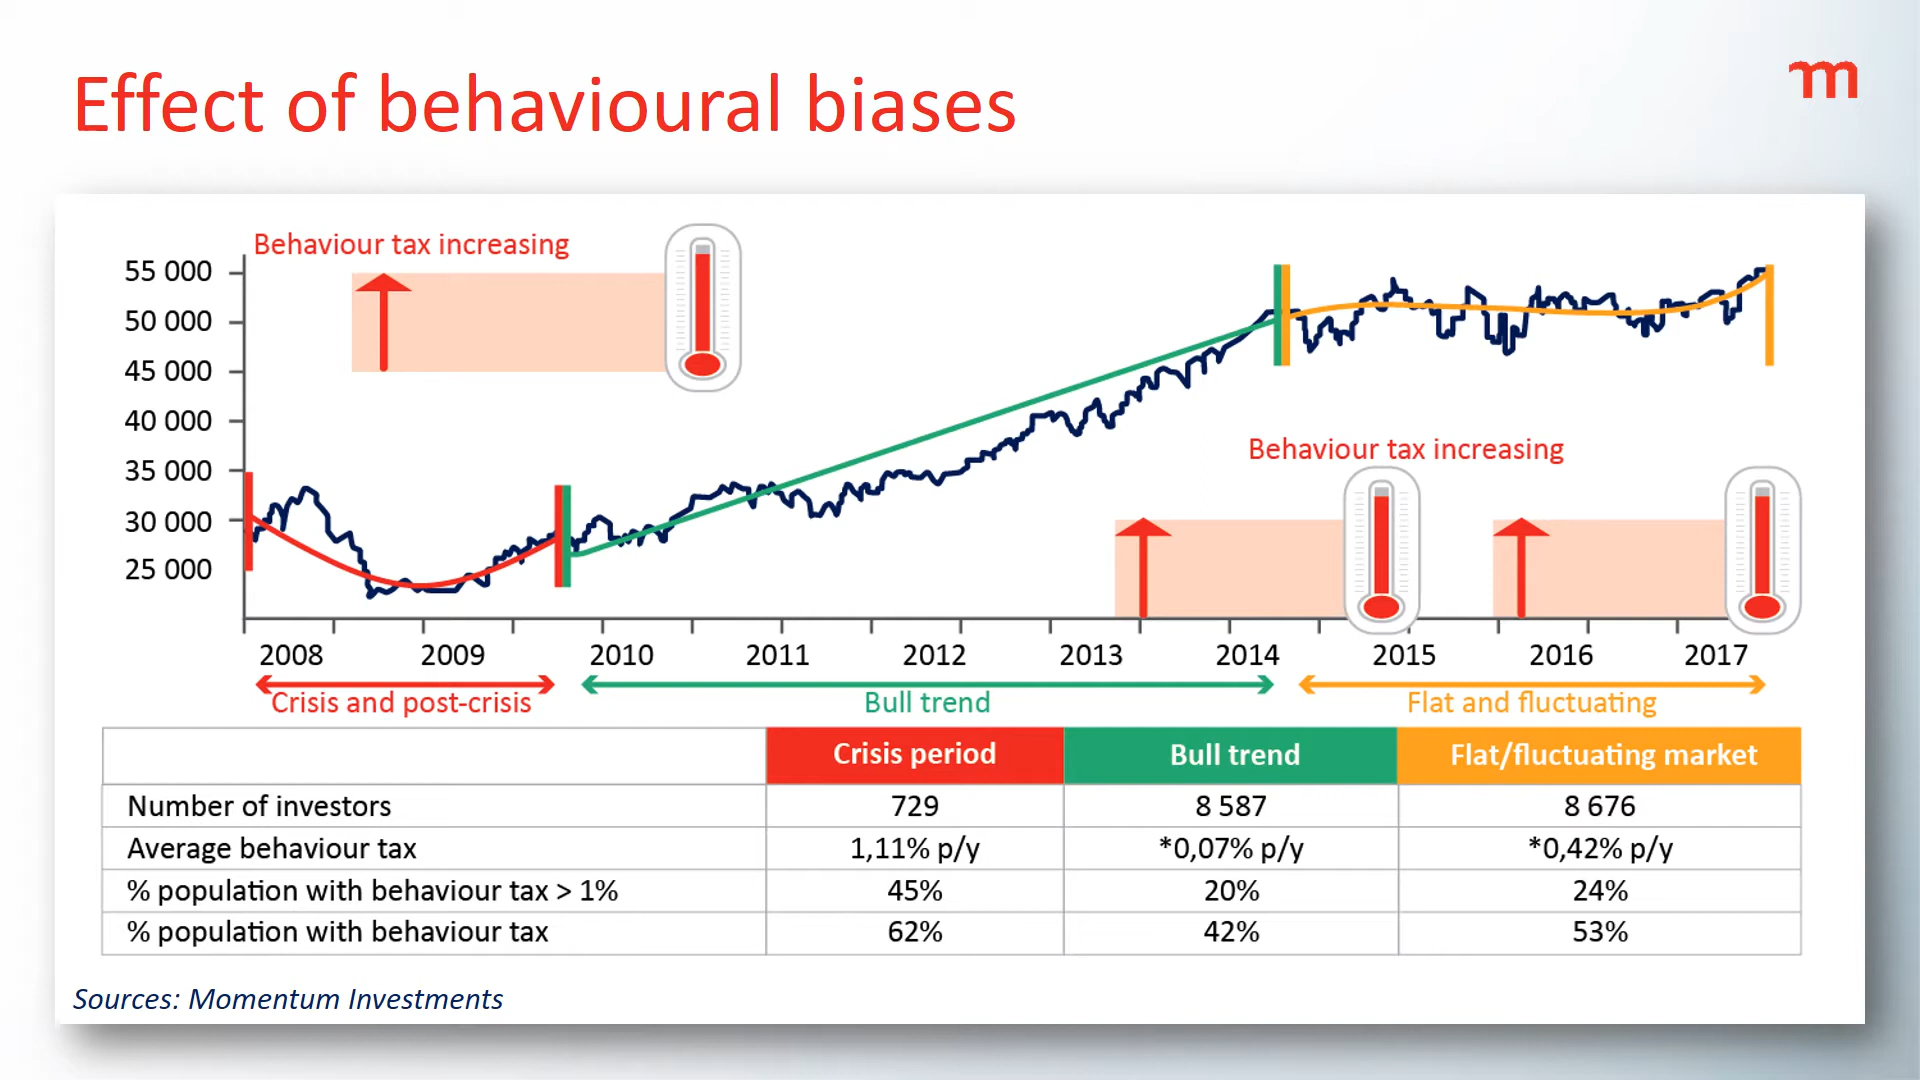 Effect of behavioural biases
m
Behaviour tax increasing
55 000
50 000
45 000
40 000
35 000
30 000
25 000
Behaviour tax increasing
2008 2009 2010 2011 2012 2013 2014 2015 2016 2017
Crisis and post-crisis Bull trend Flat and fluctuating
Crisis period Bull trend Flat/fluctuating market
Number of investors 729 8 587 8 676
Average behaviour tax 1,11% p/y *0,07% p/y *0,42% p/y
% population with behaviour tax > 1% 45% 20% 24%
% population with behaviour tax 62% 42% 53%
Sources: Momentum Investments